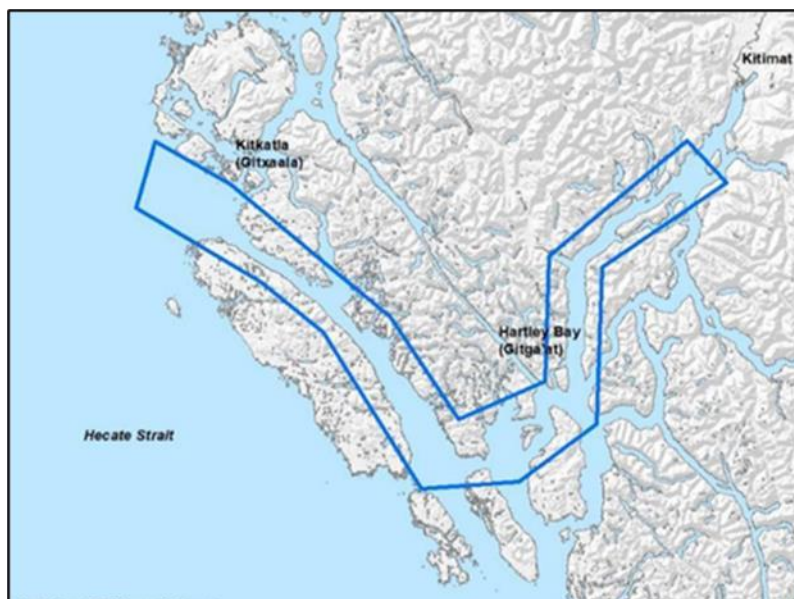 Kitimat
Kitkatla
(Gitxaala)
Hartley Bay
(Gitga'at)
Hecate Strait